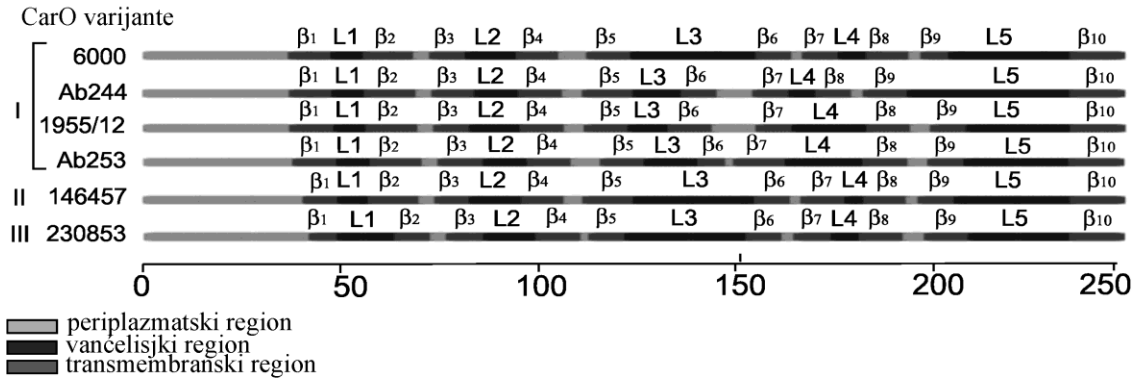 CarO varijante
β1 L1 β2 β3 L2 β4 β5 L3 β6 β7 L4 β8 β9 L5 β10
6000
β1 L1 β2 β3 L2 β4 β5 L3 β6 β7 L4 β8 β9 L5 β10
Ab244
β1 L1 β2 β3 L2 β4 β5 L3 β6 β7 L4 β8 β9 L5 β10
I 1955/12
β1 L1 β2 β3 L2 β4 β5 L3 β6 β7 L4 β8 β9 L5 β10
Ab253
β1 L1 β2 β3 L2 β4 β5 L3 β6 β7 L4 β8 β9 L5 β10
II 146457
β1 L1 β2 β3 L2 β4 β5 L3 β6 β7 L4 β8 β9 L5 β10
III 230853
0 50 100 150 200 250
periplazmatski region
vanćelisjki region
transmembranski region